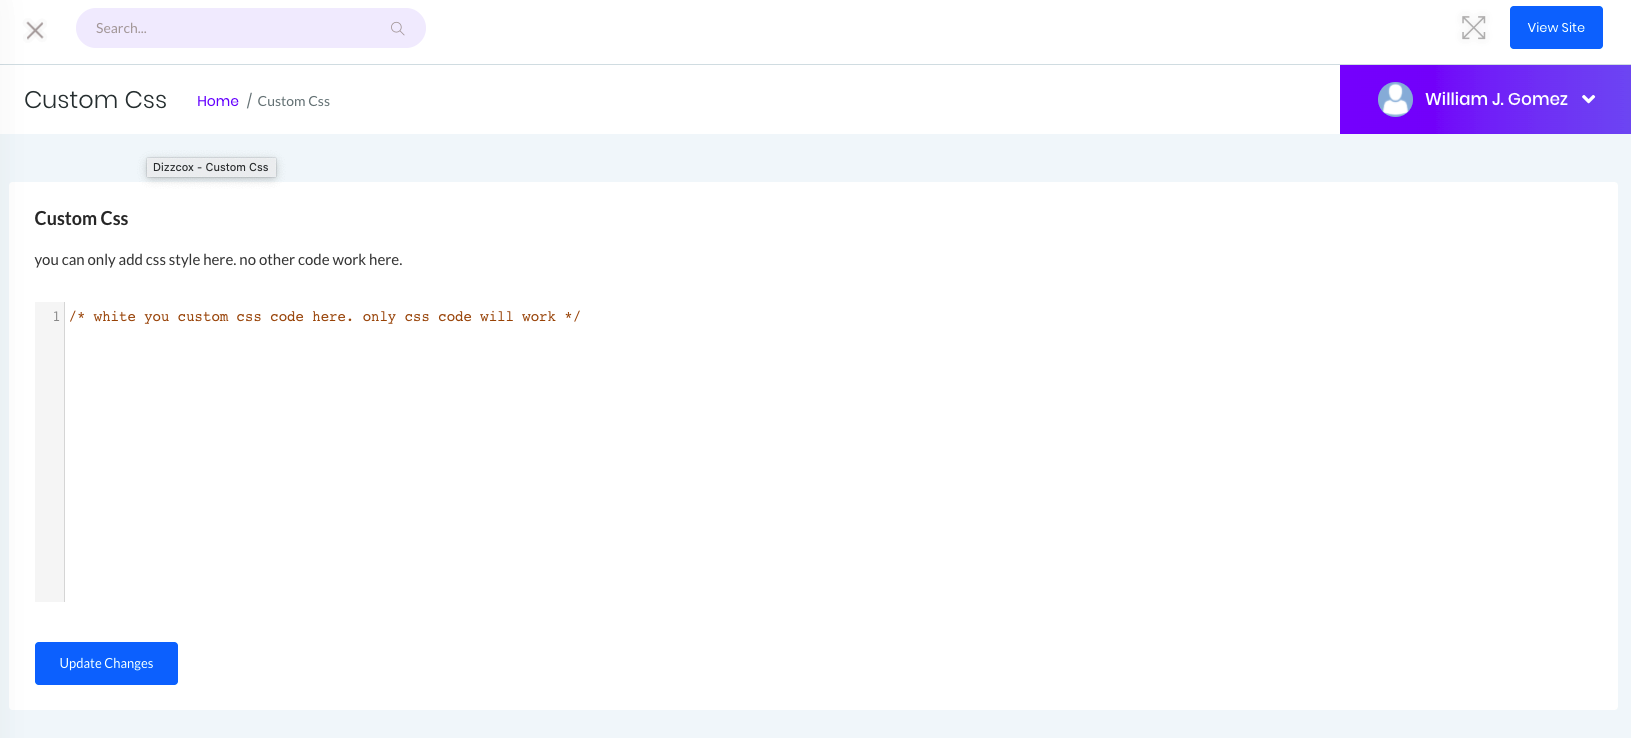 Search...
View Site
Custom Css
Home / Custom Css
William J. Gomez
Dizzcox - Custom Css
Custom Css
you can only add css style here. no other code work here.
1
/* white you custom css code here. only css code will work */
Update Changes